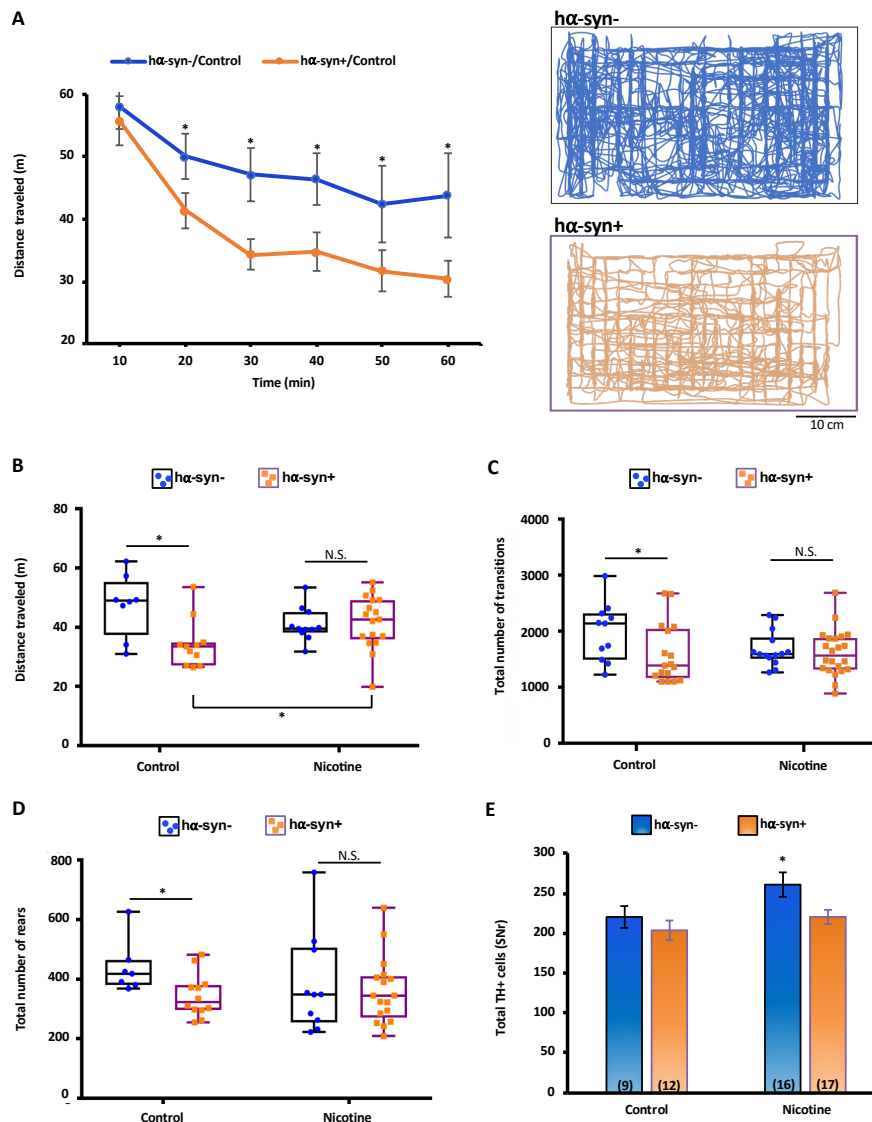 A
hα-syn-/Control
hα-syn+/Control
60
50
40
30
20
Distance traveled (m)
10
20
30
40
50
60
Time (min)
*
*
*
*
*
hα-syn-
hα-syn+
10 cm
B
hα-syn-
hα-syn+
80
60
40
20
0
Distance traveled (m)
*
N.S.
*
Control
Nicotine
C
hα-syn-
hα-syn+
4000
3000
2000
1000
0
Total number of transitions
*
N.S.
Control
Nicotine
D
hα-syn-
hα-syn+
800
600
400
200
0
Total number of rears
*
N.S.
Control
Nicotine
E
hα-syn-
hα-syn+
300
250
200
150
100
50
0
Total TH+ cells (SNr)
*
(9)
(12)
(16)
(17)
Control
Nicotine